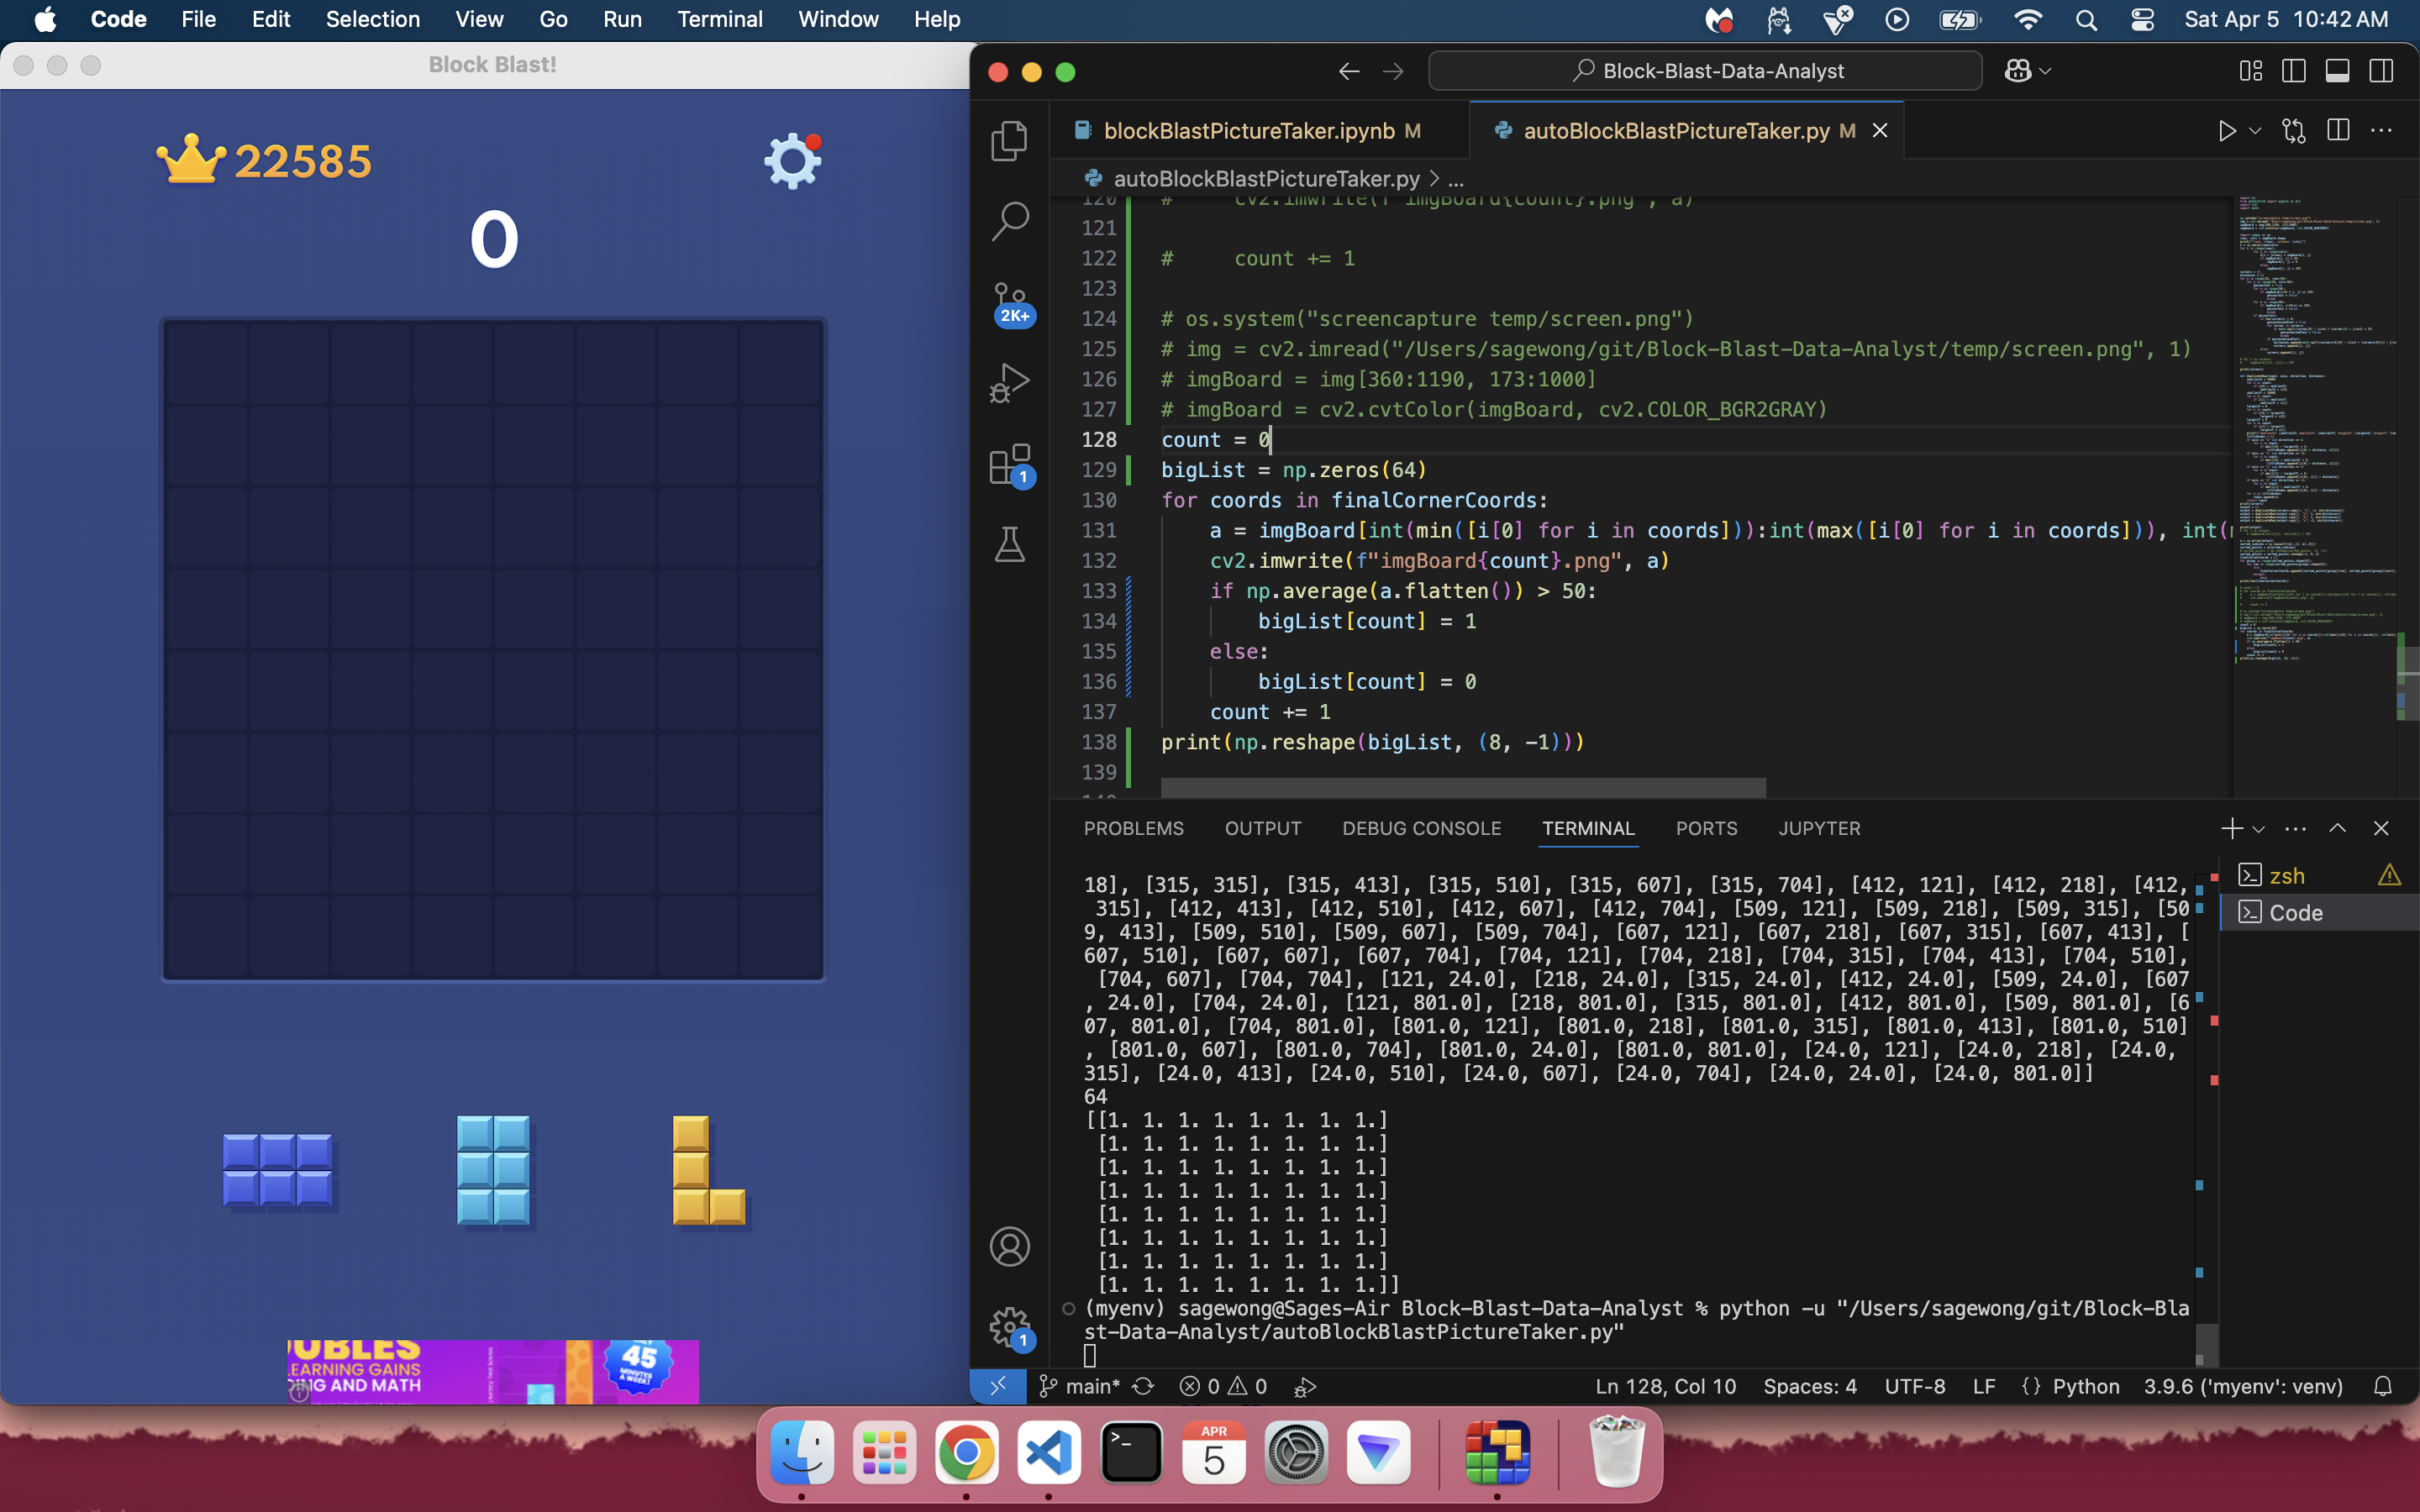 Code File Edit Selection View Go Run Terminal Window Help Sat Apr 5 10:42 AM
Block Blast!
22585
0
UBLES
EARNING GAINS
ING AND MATH
45
MINUTES
A WEEK!
Block-Blast-Data-Analyst
blockBlastPictureTaker.ipynb M autoBlockBlastPictureTaker.py M
autoBlockBlastPictureTaker.py > ...
2K+
1
1
120 # cv2.imwrite(f"imgBoard{count}.png", a)
121
122 # count += 1
123
124 # os.system("screencapture temp/screen.png")
125 # img = cv2.imread("/Users/sagewong/git/Block-Blast-Data-Analyst/temp/screen.png", 1)
126 # imgBoard = img[360:1190, 173:1000]
127 # imgBoard = cv2.cvtColor(imgBoard, cv2.COLOR_BGR2GRAY)
128 count = 0
129 bigList = np.zeros(64)
130 for coords in finalCornerCoords:
131 a = imgBoard[int(min([i[0] for i in coords])):int(max([i[0] for i in coords])), int(
132 cv2.imwrite(f"imgBoard{count}.png", a)
133 if np.average(a.flatten()) > 50:
134 bigList[count] = 1
135 else:
136 bigList[count] = 0
137 count += 1
138 print(np.reshape(bigList, (8, -1)))
139
PROBLEMS OUTPUT DEBUG CONSOLE TERMINAL PORTS JUPYTER
zsh
Code
18], [315, 315], [315, 413], [315, 510], [315, 607], [315, 704], [412, 121], [412, 218], [412,
315], [412, 413], [412, 510], [412, 607], [412, 704], [509, 121], [509, 218], [509, 315], [50
9, 413], [509, 510], [509, 607], [509, 704], [607, 121], [607, 218], [607, 315], [607, 413], [
607, 510], [607, 607], [607, 704], [704, 121], [704, 218], [704, 315], [704, 413], [704, 510],
[704, 607], [704, 704], [121, 24.0], [218, 24.0], [315, 24.0], [412, 24.0], [509, 24.0], [607
, 24.0], [704, 24.0], [121, 801.0], [218, 801.0], [315, 801.0], [412, 801.0], [509, 801.0], [6
07, 801.0], [704, 801.0], [801.0, 121], [801.0, 218], [801.0, 315], [801.0, 413], [801.0, 510]
, [801.0, 607], [801.0, 704], [801.0, 24.0], [801.0, 801.0], [24.0, 121], [24.0, 218], [24.0,
315], [24.0, 413], [24.0, 510], [24.0, 607], [24.0, 704], [24.0, 24.0], [24.0, 801.0]]
64
[[1. 1. 1. 1. 1. 1. 1. 1.]
[1. 1. 1. 1. 1. 1. 1. 1.]
[1. 1. 1. 1. 1. 1. 1. 1.]
[1. 1. 1. 1. 1. 1. 1. 1.]
[1. 1. 1. 1. 1. 1. 1. 1.]
[1. 1. 1. 1. 1. 1. 1. 1.]
[1. 1. 1. 1. 1. 1. 1. 1.]
[1. 1. 1. 1. 1. 1. 1. 1.]]
(myenv) sagewong@Sages-Air Block-Blast-Data-Analyst % python -u "/Users/sagewong/git/Block-Bla
st-Data-Analyst/autoBlockBlastPictureTaker.py"
main* 0 0 Ln 128, Col 10 Spaces: 4 UTF-8 LF {} Python 3.9.6 ('myenv': venv)
APR
5